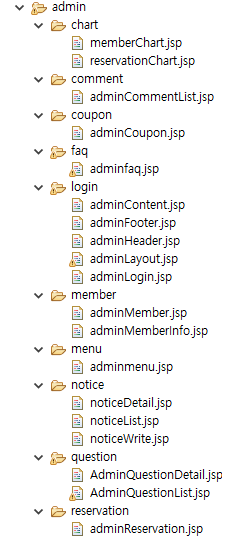 admin
chart
memberChart.jsp
reservationChart.jsp
comment
adminCommentList.jsp
coupon
adminCoupon.jsp
faq
adminfaq.jsp
login
adminContent.jsp
adminFooter.jsp
adminHeader.jsp
adminLayout.jsp
adminLogin.jsp
member
adminMember.jsp
adminMemberInfo.jsp
menu
adminmenu.jsp
notice
noticeDetail.jsp
noticeList.jsp
noticeWrite.jsp
question
AdminQuestionDetail.jsp
AdminQuestionList.jsp
reservation
adminReservation.jsp